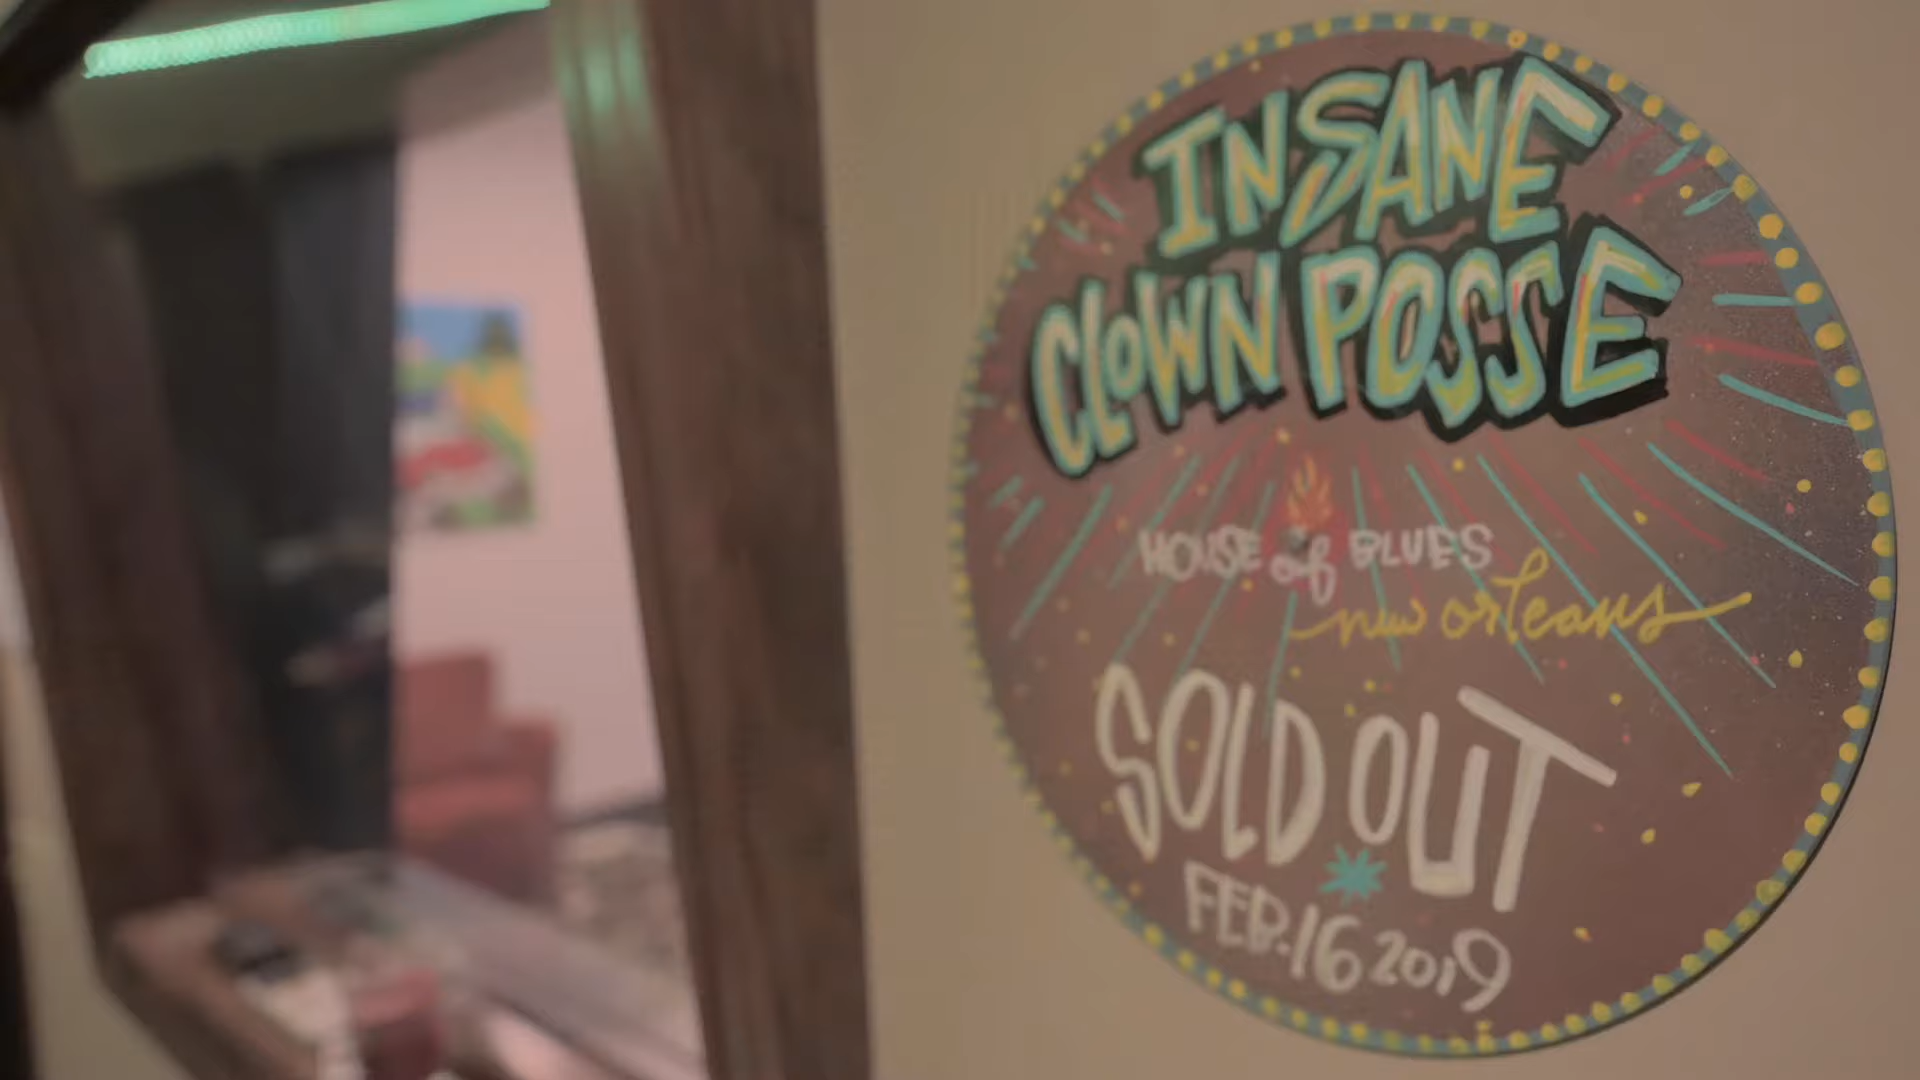 INSANE
CLOWN POSSE
HOUSE of BLUES
new orleans
SOLD OUT
FEB. 16 2019